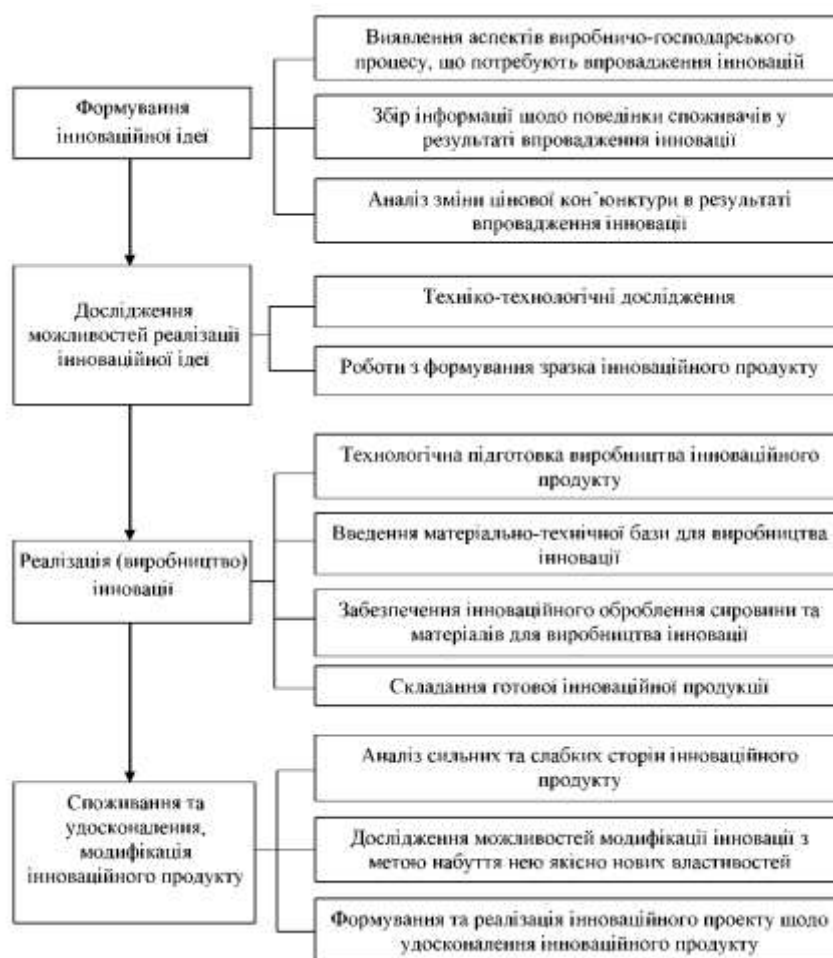 Формування
інноваційної ідеї
Виявлення аспектів виробничо-господарського
процесу, що потребують впровадження інновацій
Збір інформації щодо поведінки споживачів у
результаті впровадження інновації
Аналіз зміни цінової кон`юнктури в результаті
впровадження інновації
Дослідження
можливостей реалізації
інноваційної ідеї
Техніко-технологічні дослідження
Роботи з формування зразка інноваційного продукту
Реалізація (виробництво)
інновації
Технологічна підготовка виробництва інноваційного
продукту
Введення матеріально-технічної бази для виробництва
інновації
Забезпечення інноваційного оброблення сировини та
матеріалів для виробництва інновації
Складання готової інноваційної продукції
Споживання та
удосконалення,
модифікація
інноваційного продукту
Аналіз сильних та слабких сторін інноваційного
продукту
Дослідження можливостей модифікації інновації з
метою набуття нею якісно нових властивостей
Формування та реалізація інноваційного проекту щодо
удосконалення інноваційного продукту